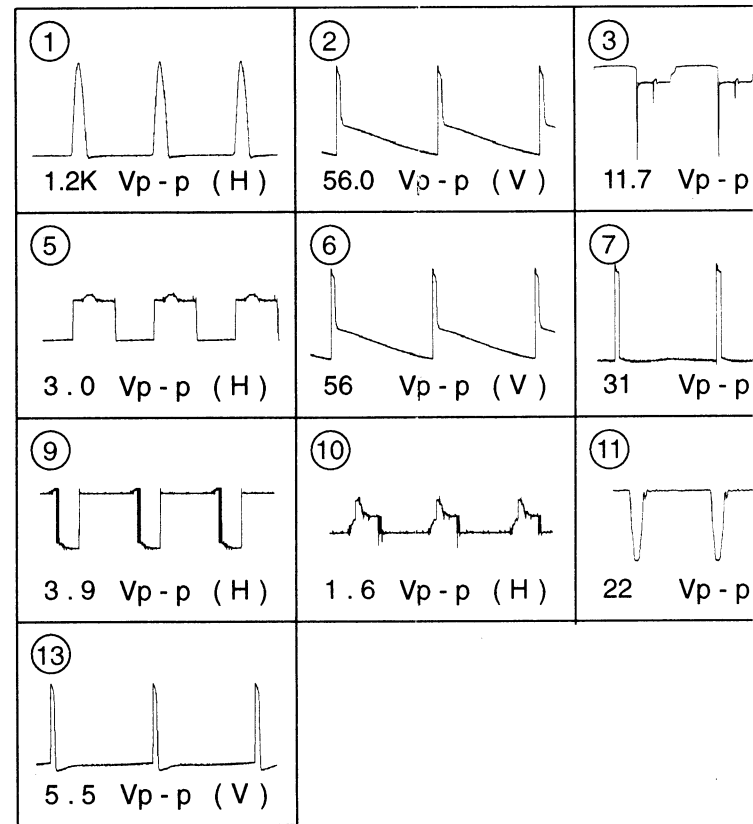 1 2 3
1.2K Vp-p (H) 56.0 Vp-p (V) 11.7 Vp-p
5 6 7
3.0 Vp-p (H) 56 Vp-p (V) 31 Vp-p
9 10 11
3.9 Vp-p (H) 1.6 Vp-p (H) 22 Vp-p
13
5.5 Vp-p (V)